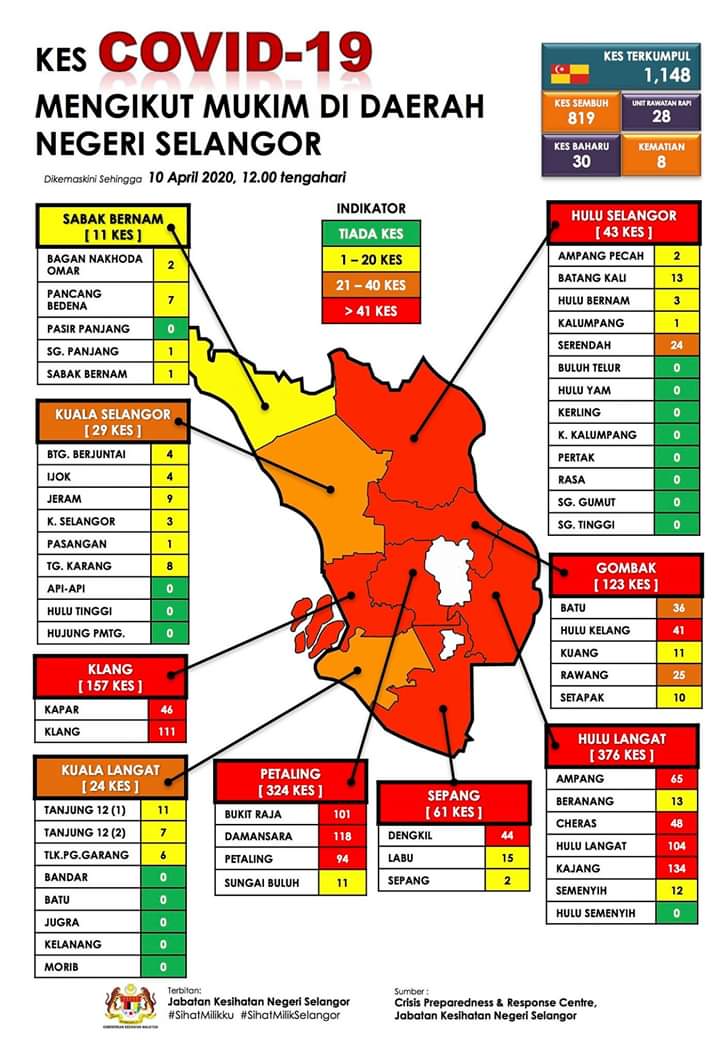 KES COVID-19
MENGIKUT MUKIM DI DAERAH
NEGERI SELANGOR
Dikemaskini Sehingga 10 April 2020, 12.00 tengahari
KES TERKUMPUL
1,148
KES SEMBUH
819
UNIT RAWATAN RAPI
28
KES BAHARU
30
KEMATIAN
8
INDIKATOR
TIADA KES
1 – 20 KES
21 – 40 KES
> 41 KES
SABAK BERNAM
[ 11 KES ]
BAGAN NAKHODA
OMAR 2
PANCANG
BEDENA 7
PASIR PANJANG 0
SG. PANJANG 1
SABAK BERNAM 1
KUALA SELANGOR
[ 29 KES ]
BTG. BERJUNTAI 4
IJOK 4
JERAM 9
K. SELANGOR 3
PASANGAN 1
TG. KARANG 8
API-API 0
HULU TINGGI 0
HUJUNG PMTG. 0
KLANG
[ 157 KES ]
KAPAR 46
KLANG 111
KUALA LANGAT
[ 24 KES ]
TANJUNG 12 (1) 11
TANJUNG 12 (2) 7
TLK.PG.GARANG 6
BANDAR 0
BATU 0
JUGRA 0
KELANANG 0
MORIB 0
PETALING
[ 324 KES ]
BUKIT RAJA 101
DAMANSARA 118
PETALING 94
SUNGAI BULUH 11
SEPANG
[ 61 KES ]
DENGKIL 44
LABU 15
SEPANG 2
HULU SELANGOR
[ 43 KES ]
AMPANG PECAH 2
BATANG KALI 13
HULU BERNAM 3
KALUMPANG 1
SERENDAH 24
BULUH TELUR 0
HULU YAM 0
KERLING 0
K. KALUMPANG 0
PERTAK 0
RASA 0
SG. GUMUT 0
SG. TINGGI 0
GOMBAK
[ 123 KES ]
BATU 36
HULU KELANG 41
KUANG 11
RAWANG 25
SETAPAK 10
HULU LANGAT
[ 376 KES ]
AMPANG 65
BERANANG 13
CHERAS 48
HULU LANGAT 104
KAJANG 134
SEMENYIH 12
HULU SEMENYIH 0
KEMENTERIAN KESIHATAN MALAYSIA
Terbitan:
Jabatan Kesihatan Negeri Selangor
#SihatMilikku #SihatMilikSelangor
Sumber :
Crisis Preparedness & Response Centre,
Jabatan Kesihatan Negeri Selangor